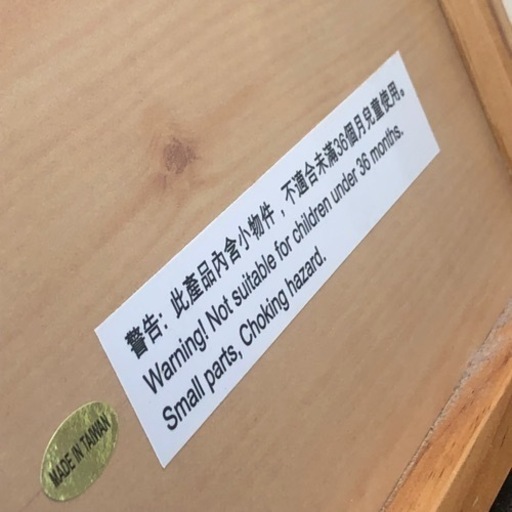 警告: 此產品內含小物件，不適合未滿36個月兒童使用。
Warning! Not suitable for children under 36 months.
Small parts, Choking hazard.
MADE IN TAIWAN